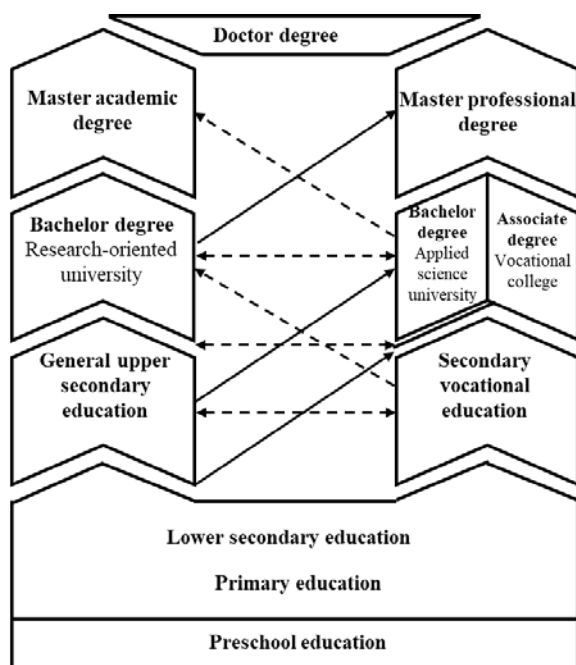 Doctor degree
Master academic
degree
Master professional
degree
Bachelor degree
Research-oriented
university
Bachelor
degree
Applied
science
university
Associate
degree
Vocational
college
General upper
secondary
education
Secondary
vocational
education
Lower secondary education
Primary education
Preschool education